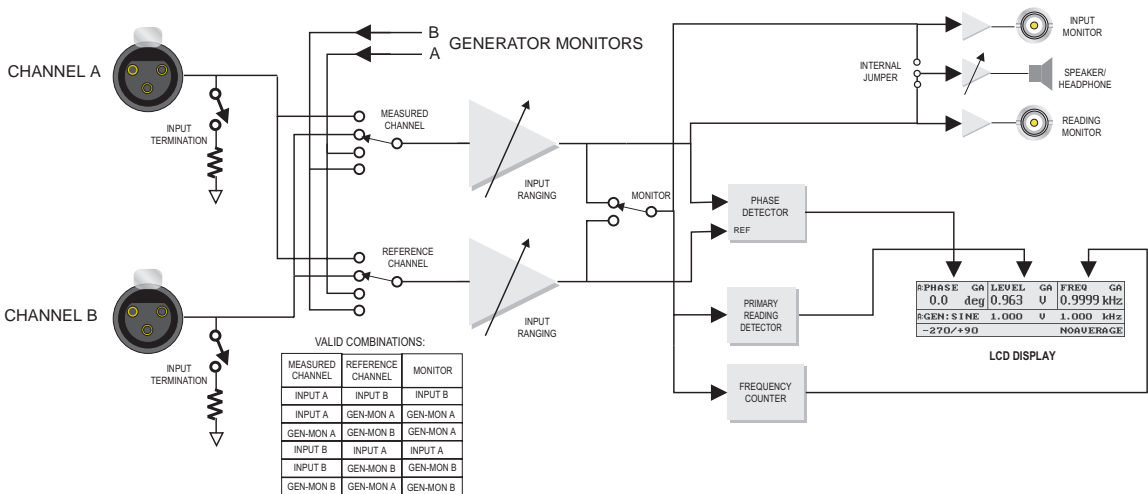 CHANNEL A
INPUT
TERMINATION
B
A
GENERATOR MONITORS
MEASURED
CHANNEL
INPUT
RANGING
MONITOR
INTERNAL
JUMPER
INPUT
MONITOR
SPEAKER/
HEADPHONE
READING
MONITOR
PHASE
DETECTOR
REF
REFERENCE
CHANNEL
INPUT
RANGING
CHANNEL B
INPUT
TERMINATION
PRIMARY
READING
DETECTOR
FREQUENCY
COUNTER
A:PHASE GA LEVEL GA FREQ GA
0.0 deg 0.963 V 0.9999 kHz
A:GEN:SINE 1.000 V 1.000 kHz
-270/+90 NOAVERAGE
LCD DISPLAY
VALID COMBINATIONS:
MEASURED CHANNEL REFERENCE CHANNEL MONITOR
INPUT A INPUT B INPUT B
INPUT A GEN-MON A GEN-MON A
GEN-MON A GEN-MON B GEN-MON A
INPUT B INPUT A INPUT A
INPUT B GEN-MON B GEN-MON B
GEN-MON B GEN-MON A GEN-MON B